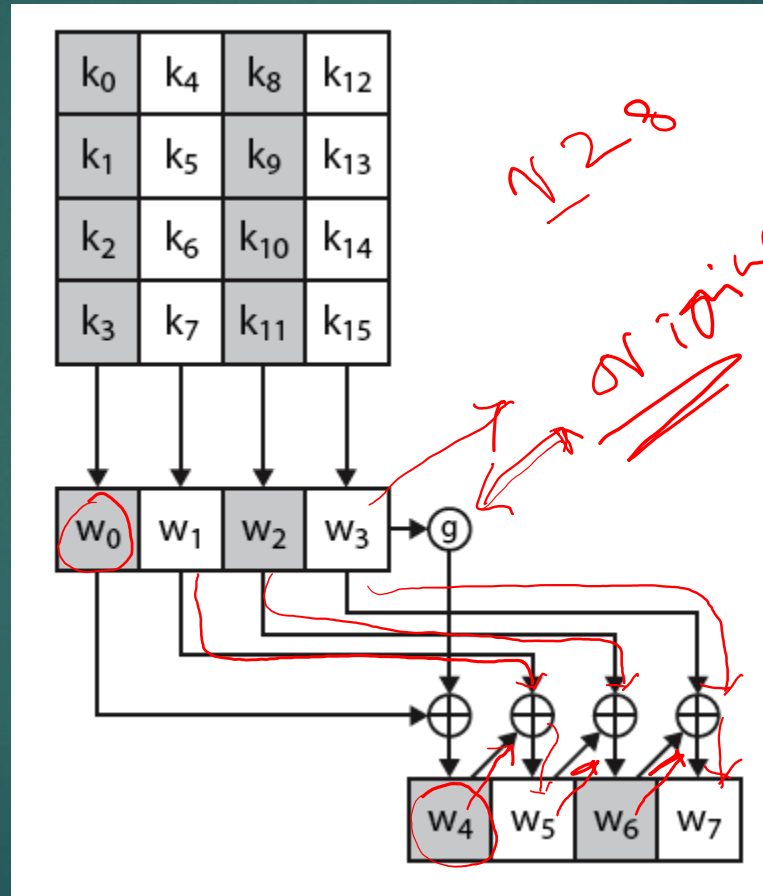 k₀ k₄ k₈ k₁₂
k₁ k₅ k₉ k₁₃
128
k₂ k₆ k₁₀ k₁₄
k₃ k₇ k₁₁ k₁₅
w₀ w₁ w₂ w₃ g
w₄ w₅ w₆ w₇